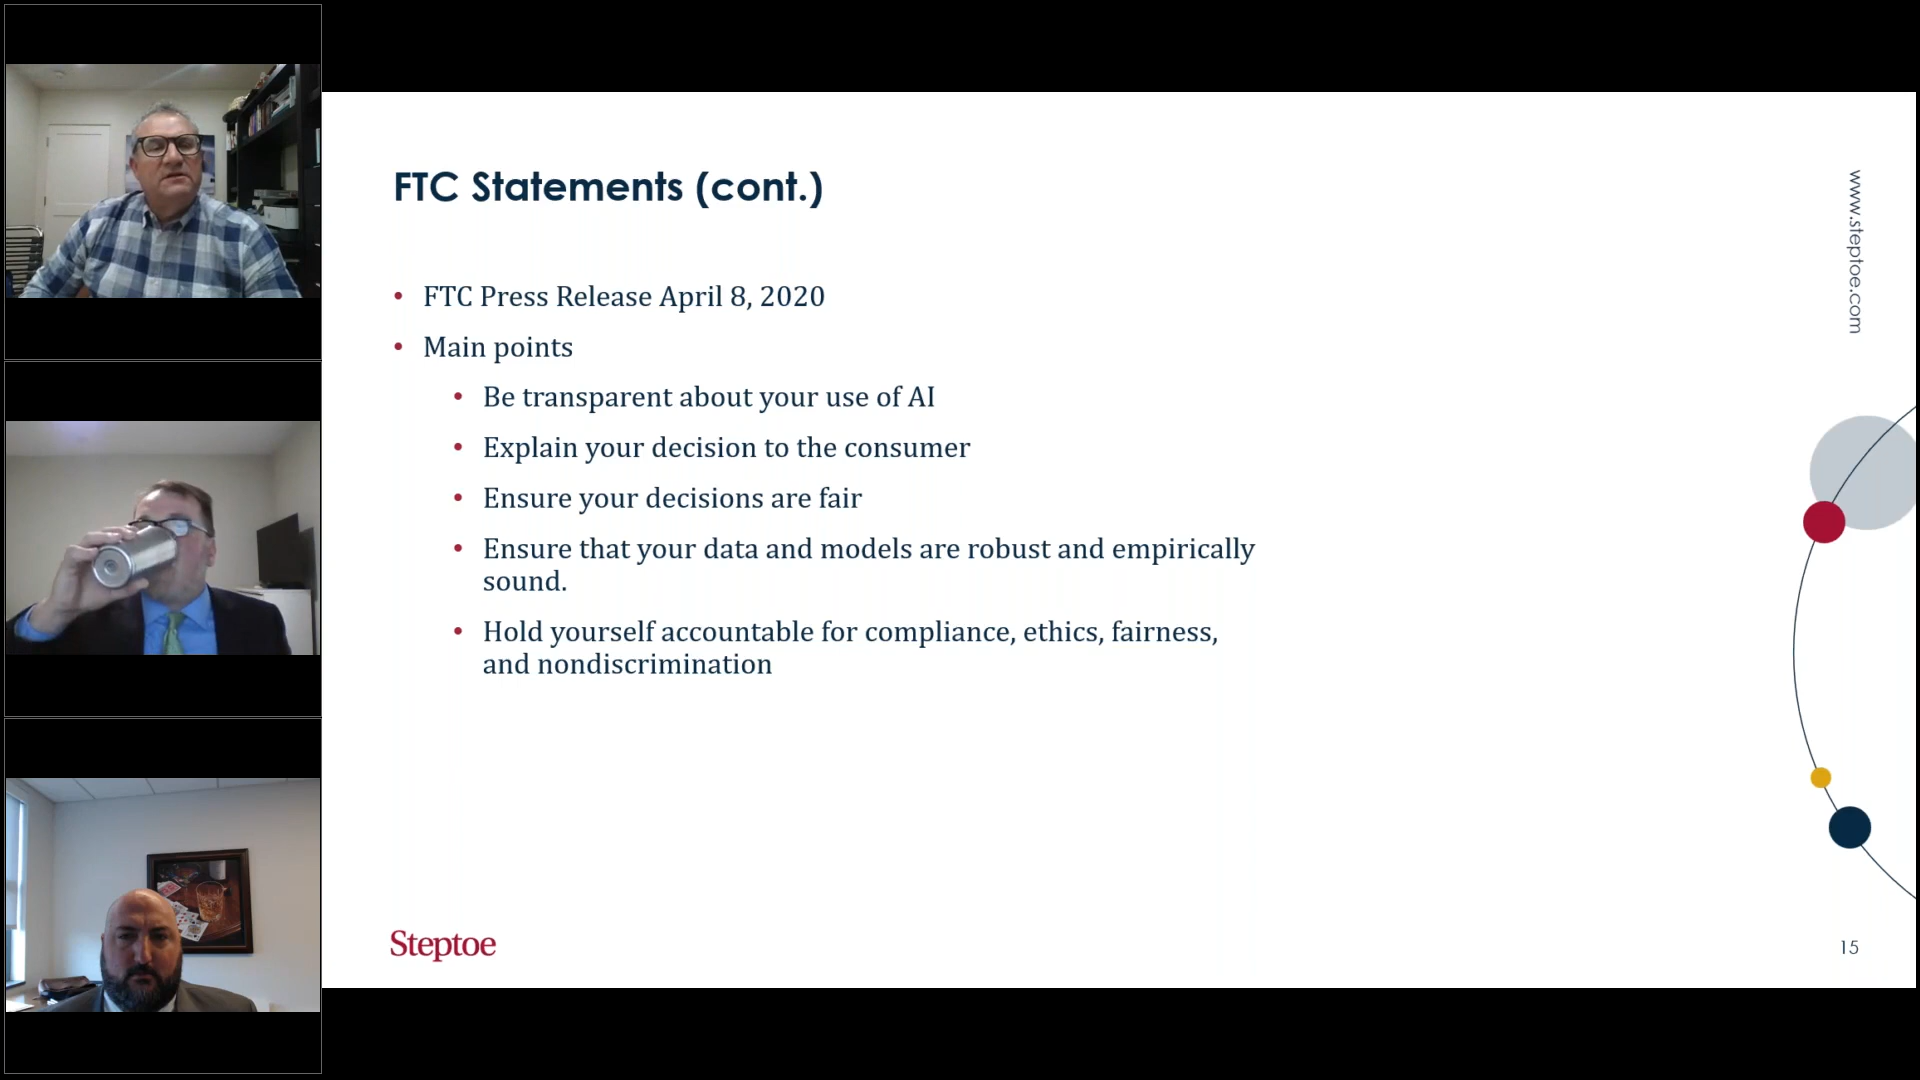 FTC Statements (cont.)
• FTC Press Release April 8, 2020
• Main points
• Be transparent about your use of AI
• Explain your decision to the consumer
• Ensure your decisions are fair
• Ensure that your data and models are robust and empirically
sound.
• Hold yourself accountable for compliance, ethics, fairness,
and nondiscrimination
www.steptoe.com
Steptoe
15